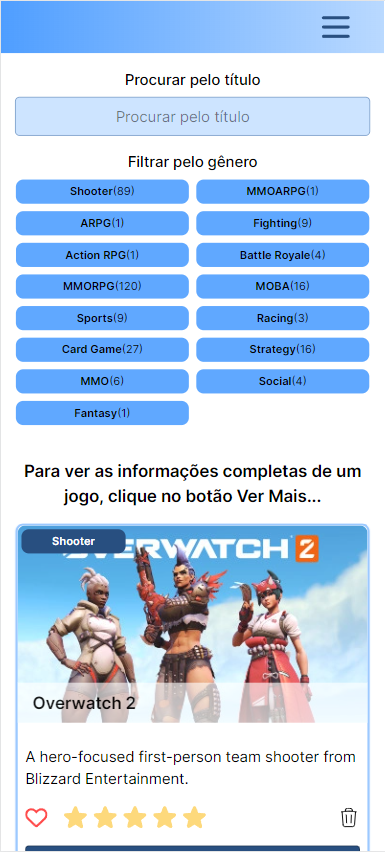 Procurar pelo título
Procurar pelo título
Filtrar pelo gênero
Shooter(89) MMOARPG(1)
ARPG(1) Fighting(9)
Action RPG(1) Battle Royale(4)
MMORPG(120) MOBA(16)
Sports(9) Racing(3)
Card Game(27) Strategy(16)
MMO(6) Social(4)
Fantasy(1)
Para ver as informações completas de um
jogo, clique no botão Ver Mais...
Shooter
OVERWATCH 2
Overwatch 2
A hero-focused first-person team shooter from
Blizzard Entertainment.